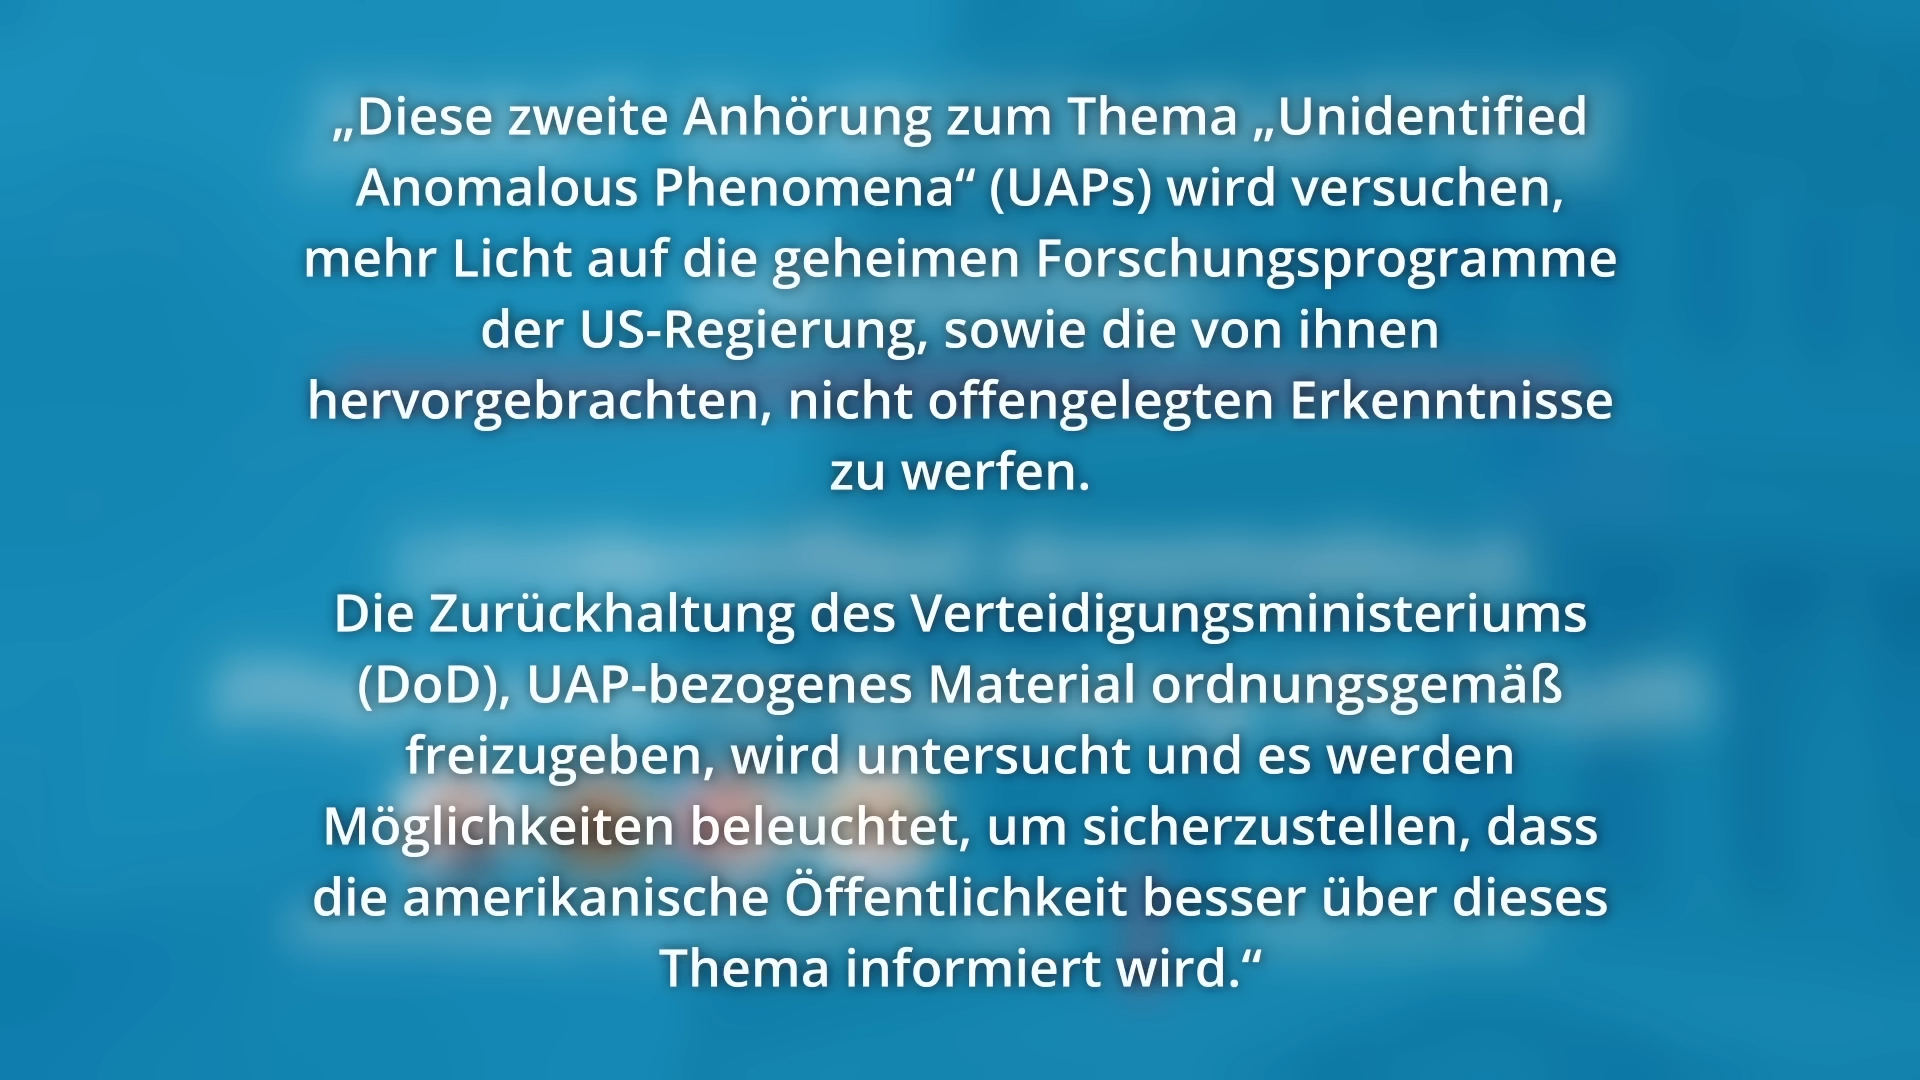 „Diese zweite Anhörung zum Thema „Unidentified
Anomalous Phenomena“ (UAPs) wird versuchen,
mehr Licht auf die geheimen Forschungsprogramme
der US-Regierung, sowie die von ihnen
hervorgebrachten, nicht offengelegten Erkenntnisse
zu werfen.
Die Zurückhaltung des Verteidigungsministeriums
(DoD), UAP-bezogenes Material ordnungsgemäß
freizugeben, wird untersucht und es werden
Möglichkeiten beleuchtet, um sicherzustellen, dass
die amerikanische Öffentlichkeit besser über dieses
Thema informiert wird.“